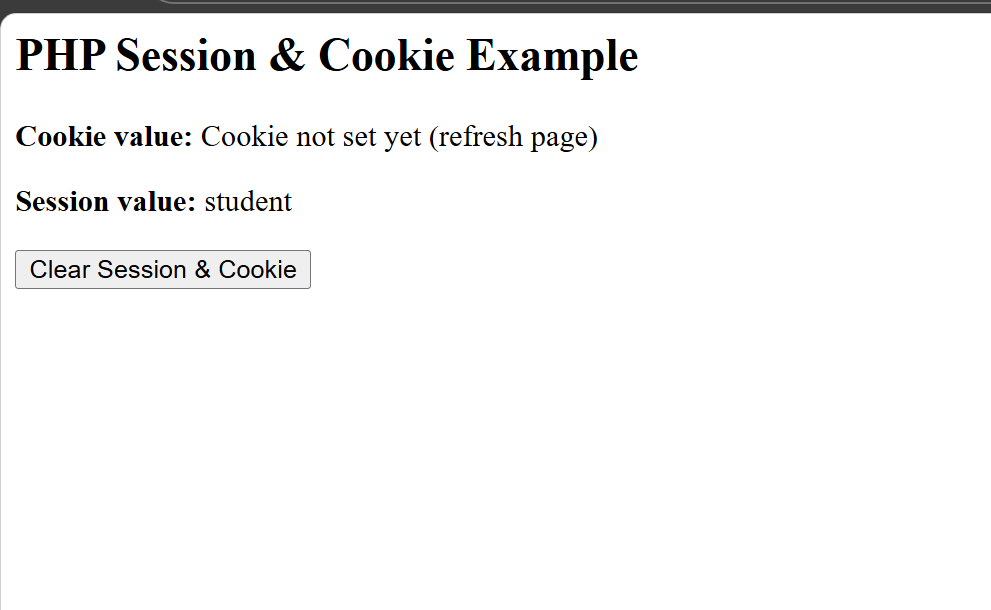 PHP Session & Cookie Example
Cookie value: Cookie not set yet (refresh page)
Session value: student
Clear Session & Cookie